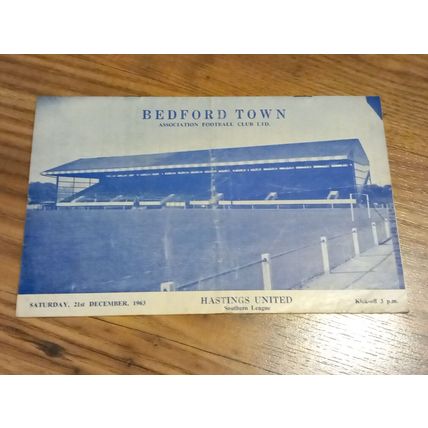 BEDFORD TOWN
ASSOCIATION FOOTBALL CLUB LTD.
SATURDAY, 21st DECEMBER, 1963
HASTINGS UNITED
Southern League
Kick-off 3 p.m.